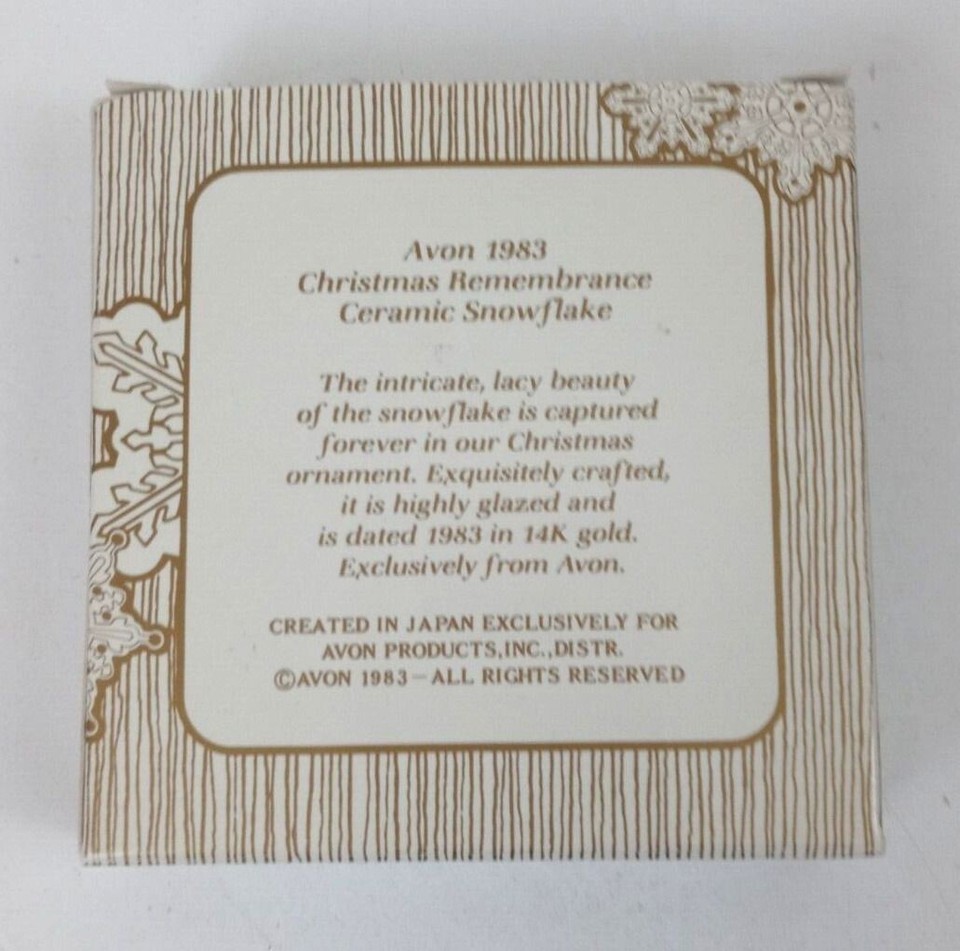 Avon 1983
Christmas Remembrance
Ceramic Snowflake
The intricate, lacy beauty
of the snowflake is captured
forever in our Christmas
ornament. Exquisitely crafted,
it is highly glazed and
is dated 1983 in 14K gold.
Exclusively from Avon.
CREATED IN JAPAN EXCLUSIVELY FOR
AVON PRODUCTS,INC.,DISTR.
©AVON 1983—ALL RIGHTS RESERVED